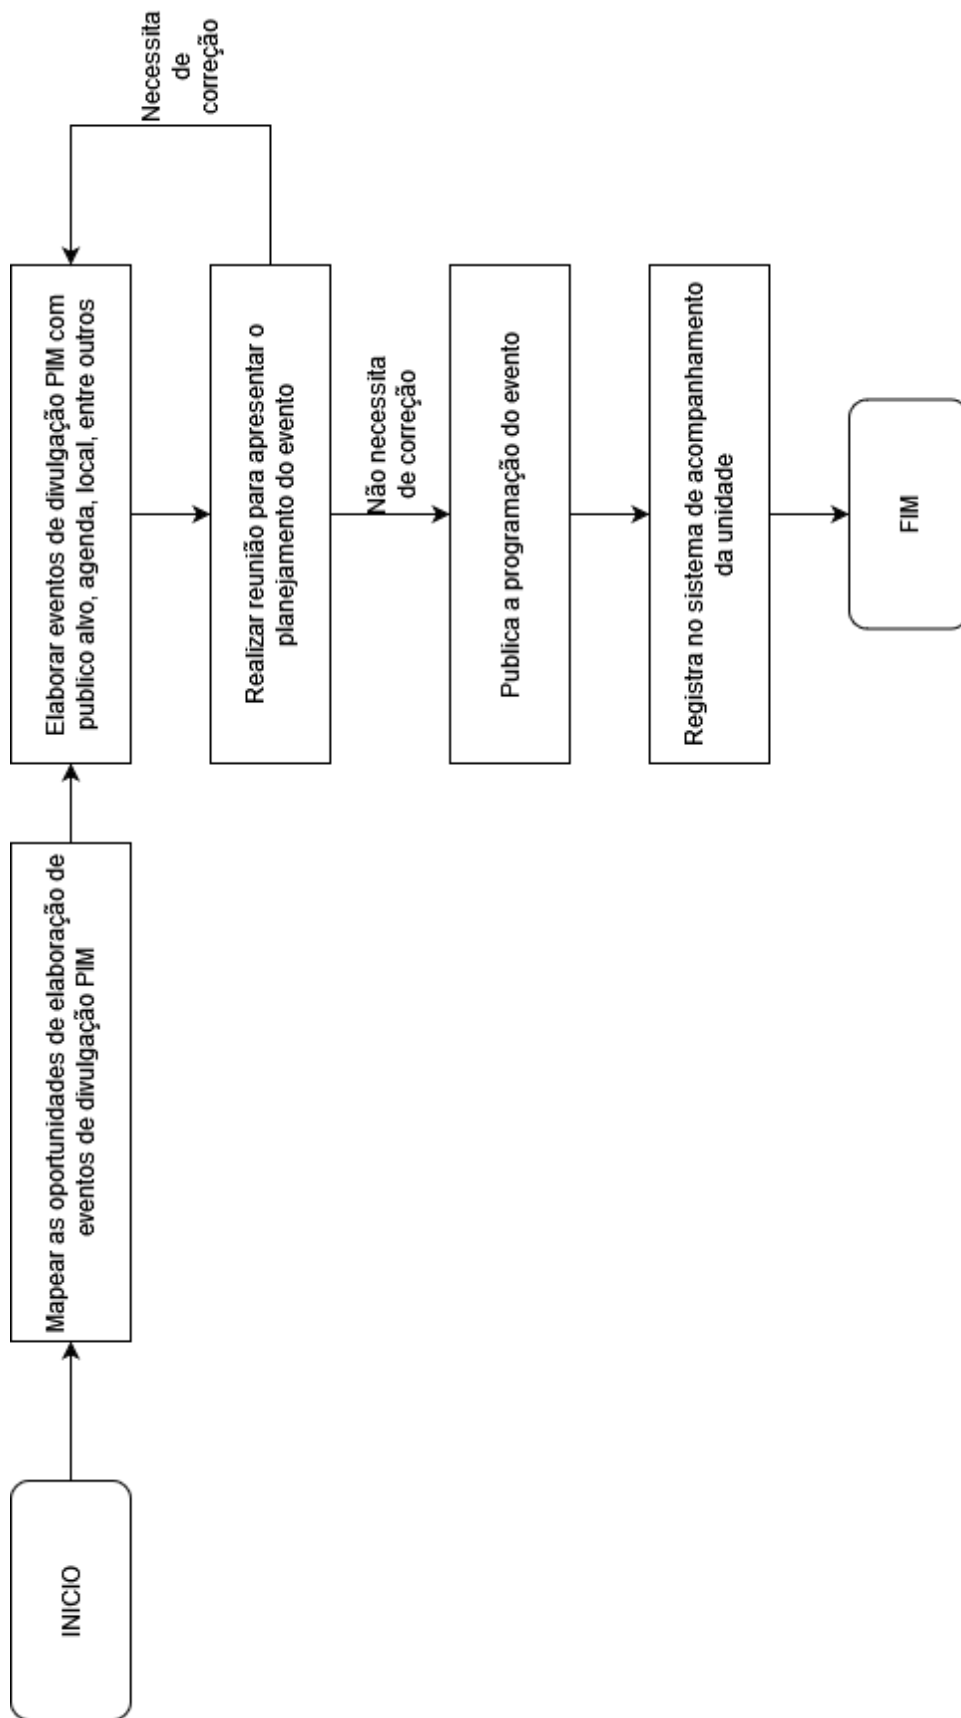 INICIO
Mapear as oportunidades de elaboração de
eventos de divulgação PIM
Elaborar eventos de divulgação PIM com
publico alvo, agenda, local, entre outros
Necessita
de
correção
Realizar reunião para apresentar o
planejamento do evento
Não necessita
de correção
Publica a programação do evento
Registra no sistema de acompanhamento
da unidade
FIM